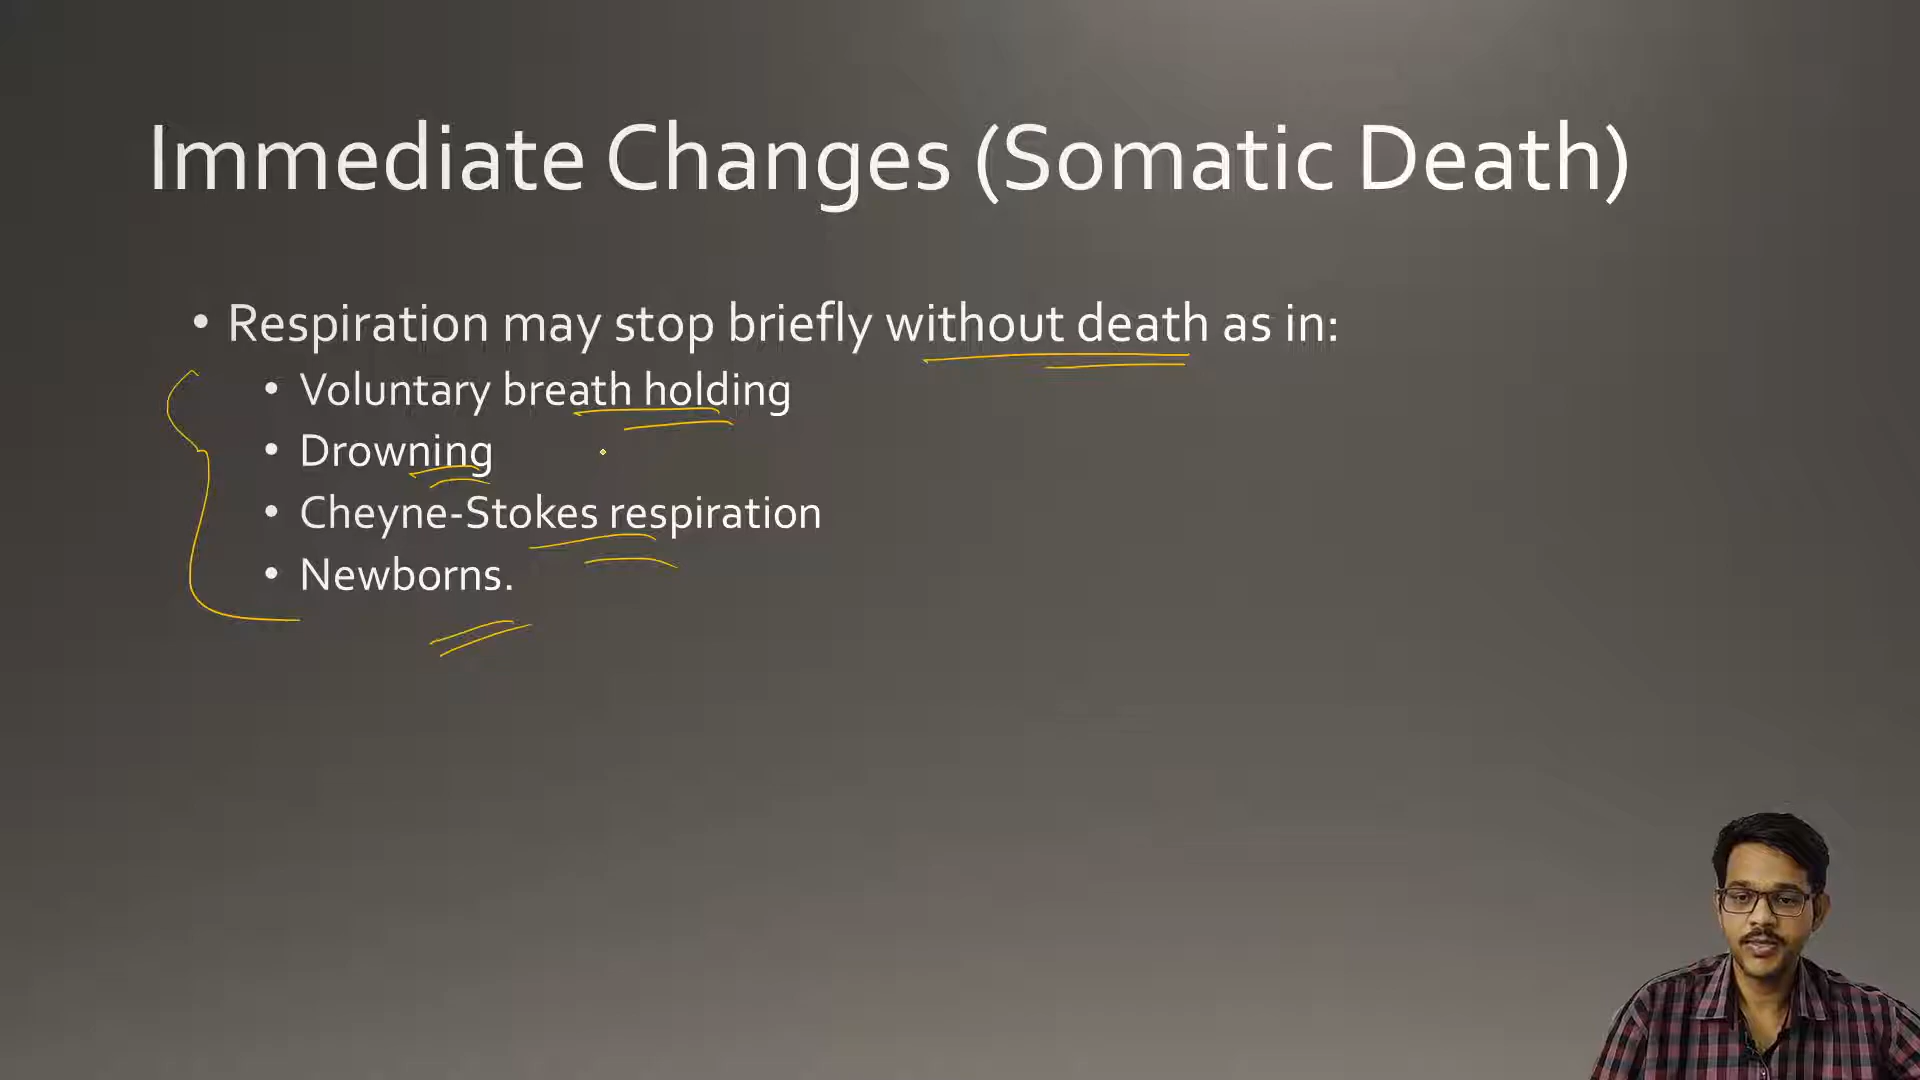 Immediate Changes (Somatic Death)
• Respiration may stop briefly without death as in:
• Voluntary breath holding
• Drowning
• Cheyne-Stokes respiration
• Newborns.